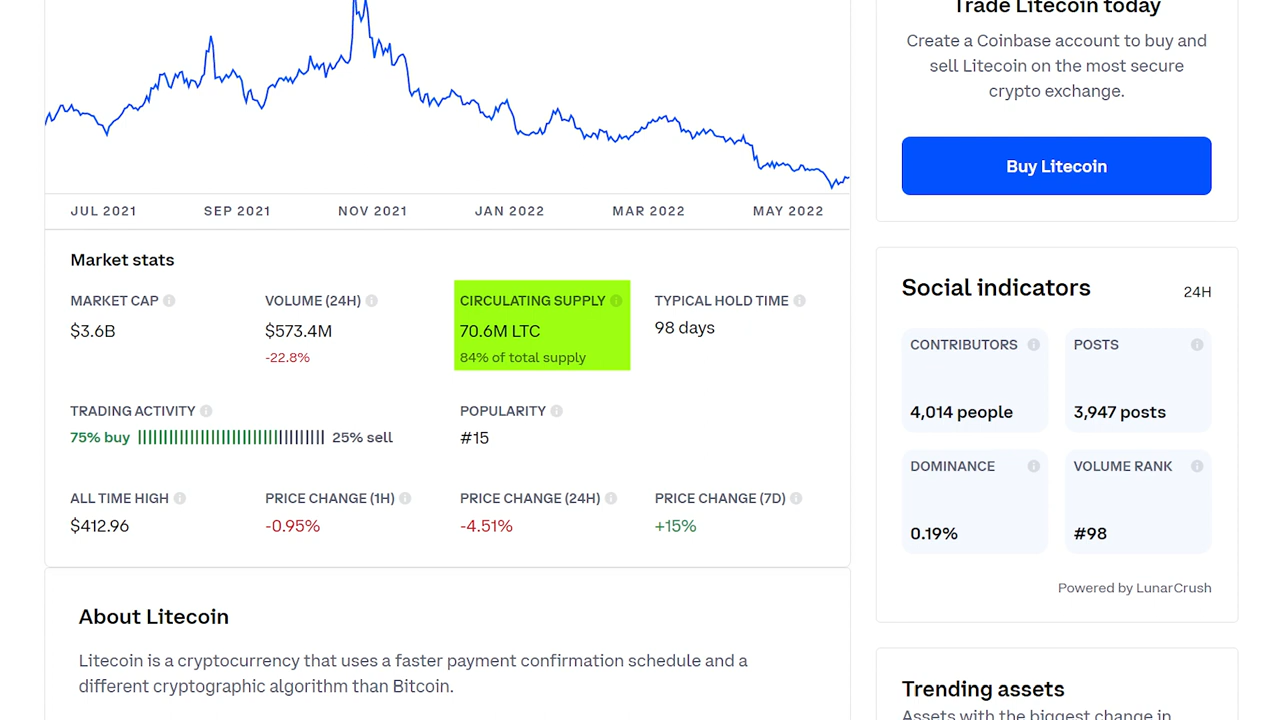 JUL 2021
SEP 2021
NOV 2021
JAN 2022
MAR 2022
MAY 2022
Market stats
MARKET CAP
$3.6B
VOLUME (24H)
$573.4M
-22.8%
CIRCULATING SUPPLY
70.6M LTC
84% of total supply
TYPICAL HOLD TIME
98 days
TRADING ACTIVITY
75% buy
25% sell
POPULARITY
#15
ALL TIME HIGH
$412.96
PRICE CHANGE (1H)
-0.95%
PRICE CHANGE (24H)
-4.51%
PRICE CHANGE (7D)
+15%
About Litecoin
Litecoin is a cryptocurrency that uses a faster payment confirmation schedule and a
different cryptographic algorithm than Bitcoin.
Trade Litecoin today
Create a Coinbase account to buy and
sell Litecoin on the most secure
crypto exchange.
Buy Litecoin
Social indicators
24H
CONTRIBUTORS
4,014 people
POSTS
3,947 posts
DOMINANCE
0.19%
VOLUME RANK
#98
Powered by LunarCrush
Trending assets
Assets with the biggest change in